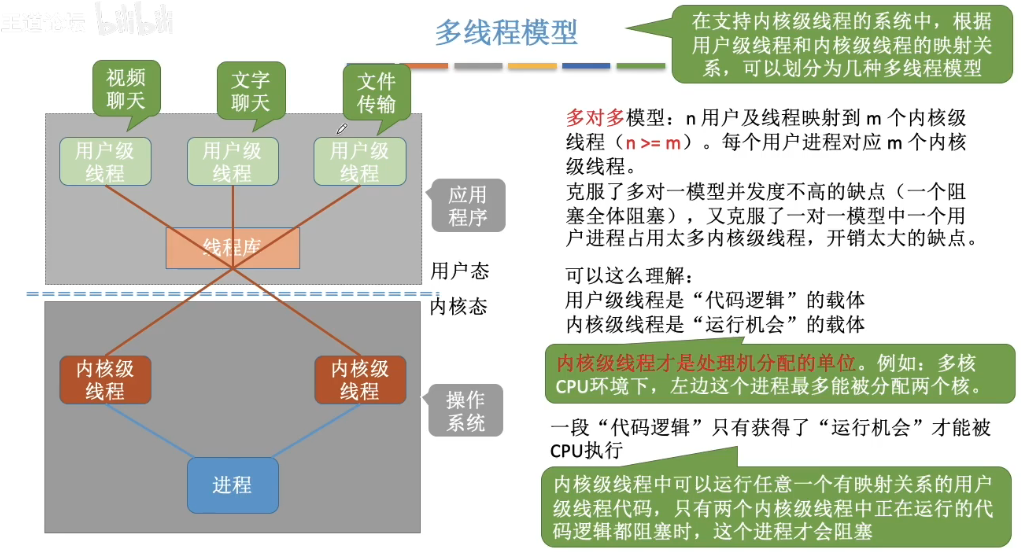 bilibili
多线程模型
在支持内核级线程的系统中，根据
用户级线程和内核级线程的映射关
系，可以划分为几种多线程模型
视频
聊天
文字
聊天
文件
传输
用户级
线程
用户级
线程
用户级
线程
应用
程序
线程库
用户态
内核态
内核级
线程
内核级
线程
操作
系统
进程
多对多模型：n 用户及线程映射到 m 个内核级
线程（n >= m）。每个用户进程对应 m 个内核
级线程。
克服了多对一模型并发度不高的缺点（一个阻
塞全体阻塞），又克服了一对一模型中一个用
户进程占用太多内核级线程，开销太大的缺点。
可以这么理解：
用户级线程是“代码逻辑”的载体
内核级线程是“运行机会”的载体
内核级线程才是处理机分配的单位。例如：多核
CPU环境下，左边这个进程最多能被分配两个核。
一段“代码逻辑”只有获得了“运行机会”才能被
CPU执行
内核级线程中可以运行任意一个有映射关系的用户
级线程代码，只有两个内核级线程中正在运行的代
码逻辑都阻塞时，这个进程才会阻塞